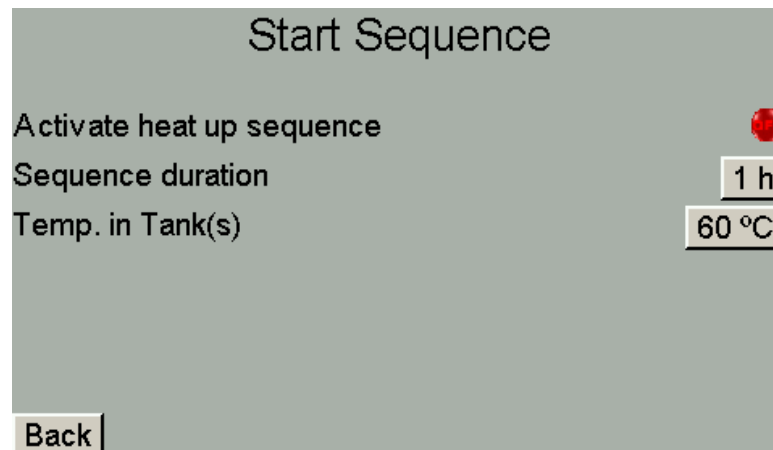 Start Sequence
Activate heat up sequence
Sequence duration 1 h
Temp. in Tank(s) 60 ºC
Back